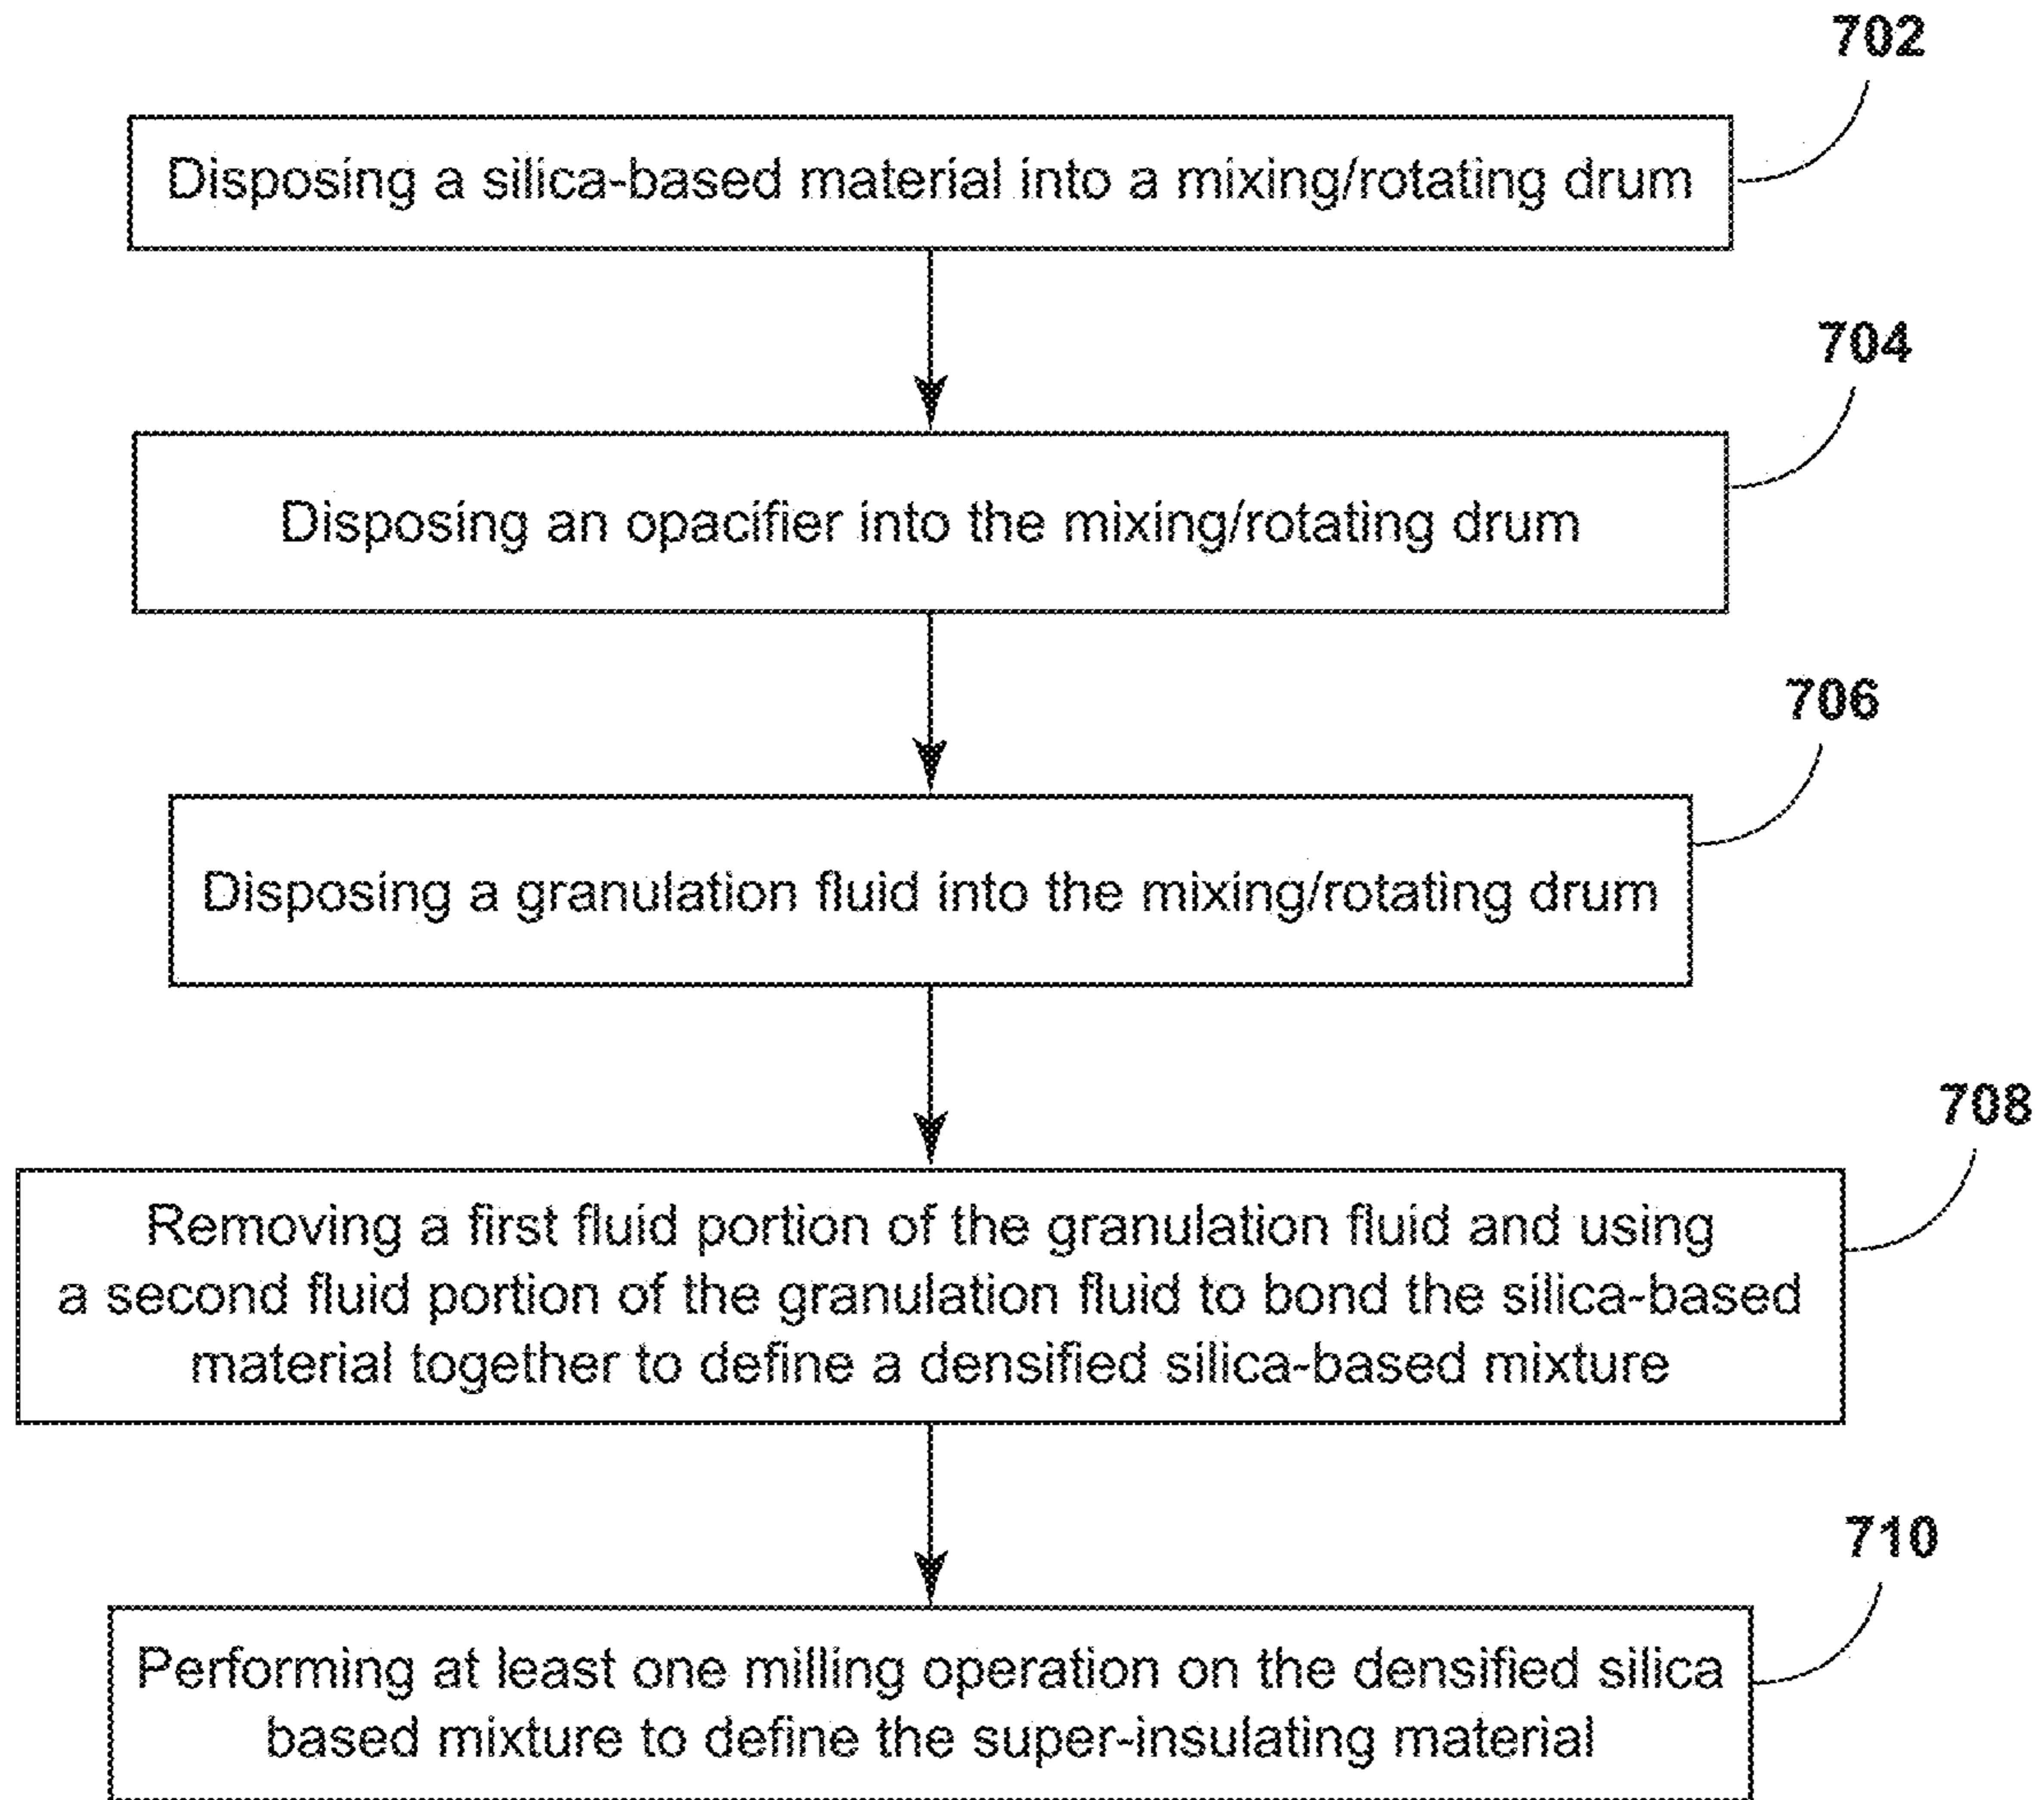 702
Disposing a silica-based material into a mixing/rotating drum
704
Disposing an opacifier into the mixing/rotating drum
706
Disposing a granulation fluid into the mixing/rotating drum
708
Removing a first fluid portion of the granulation fluid and using
a second fluid portion of the granulation fluid to bond the silica-based
material together to define a densified silica-based mixture
710
Performing at least one milling operation on the densified silica
based mixture to define the super-insulating material